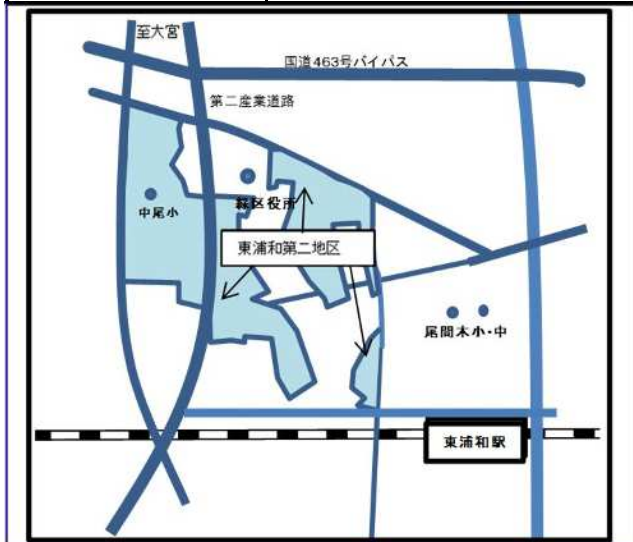 至大宮
国道463号バイパス
第二産業道路
中尾小
緑区役所
東浦和第二地区
尾間木小・中
東浦和駅